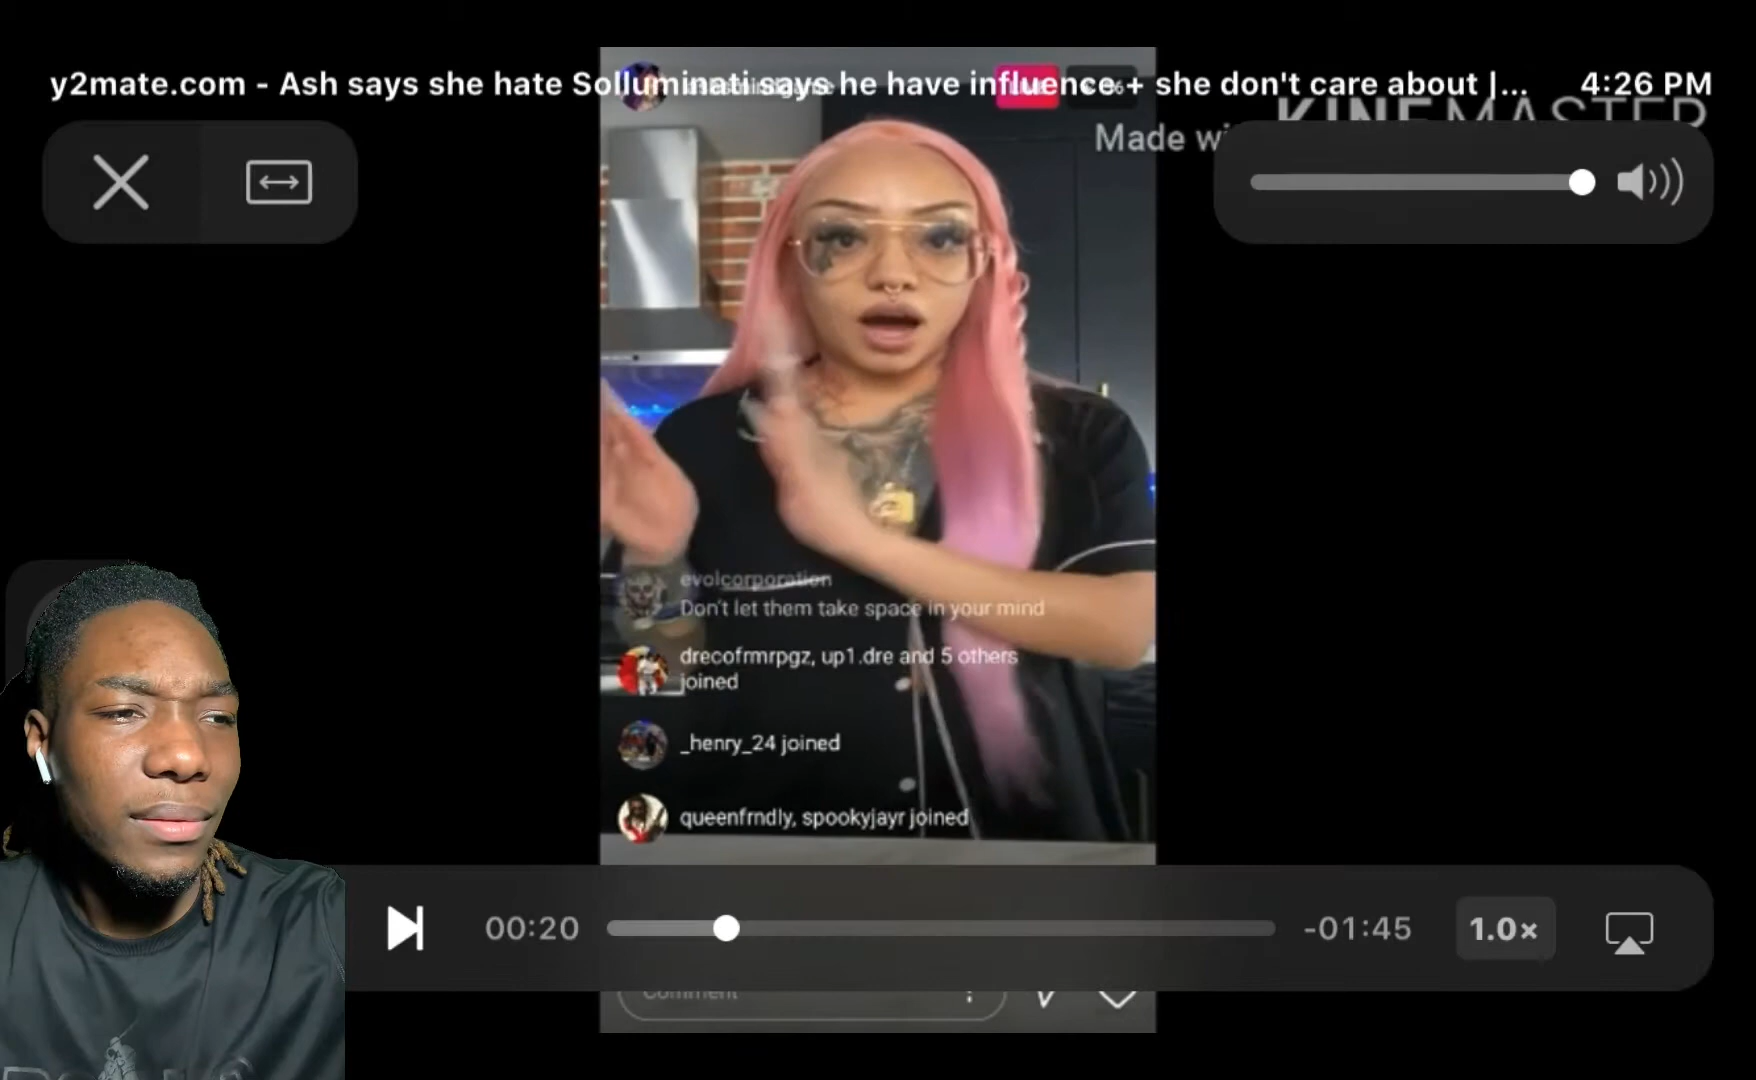 y2mate.com - Ash says she hate Solluminati says he have influence + she don't care about |... 4:26 PM
KINEMASTER
Made wi
evolcorporation
Don't let them take space in your mind
drecofrmrpgz, up1.dre and 5 others
joined
_henry_24 joined
queenfrndly, spookyjayr joined
00:20
-01:45
1.0×
Comment